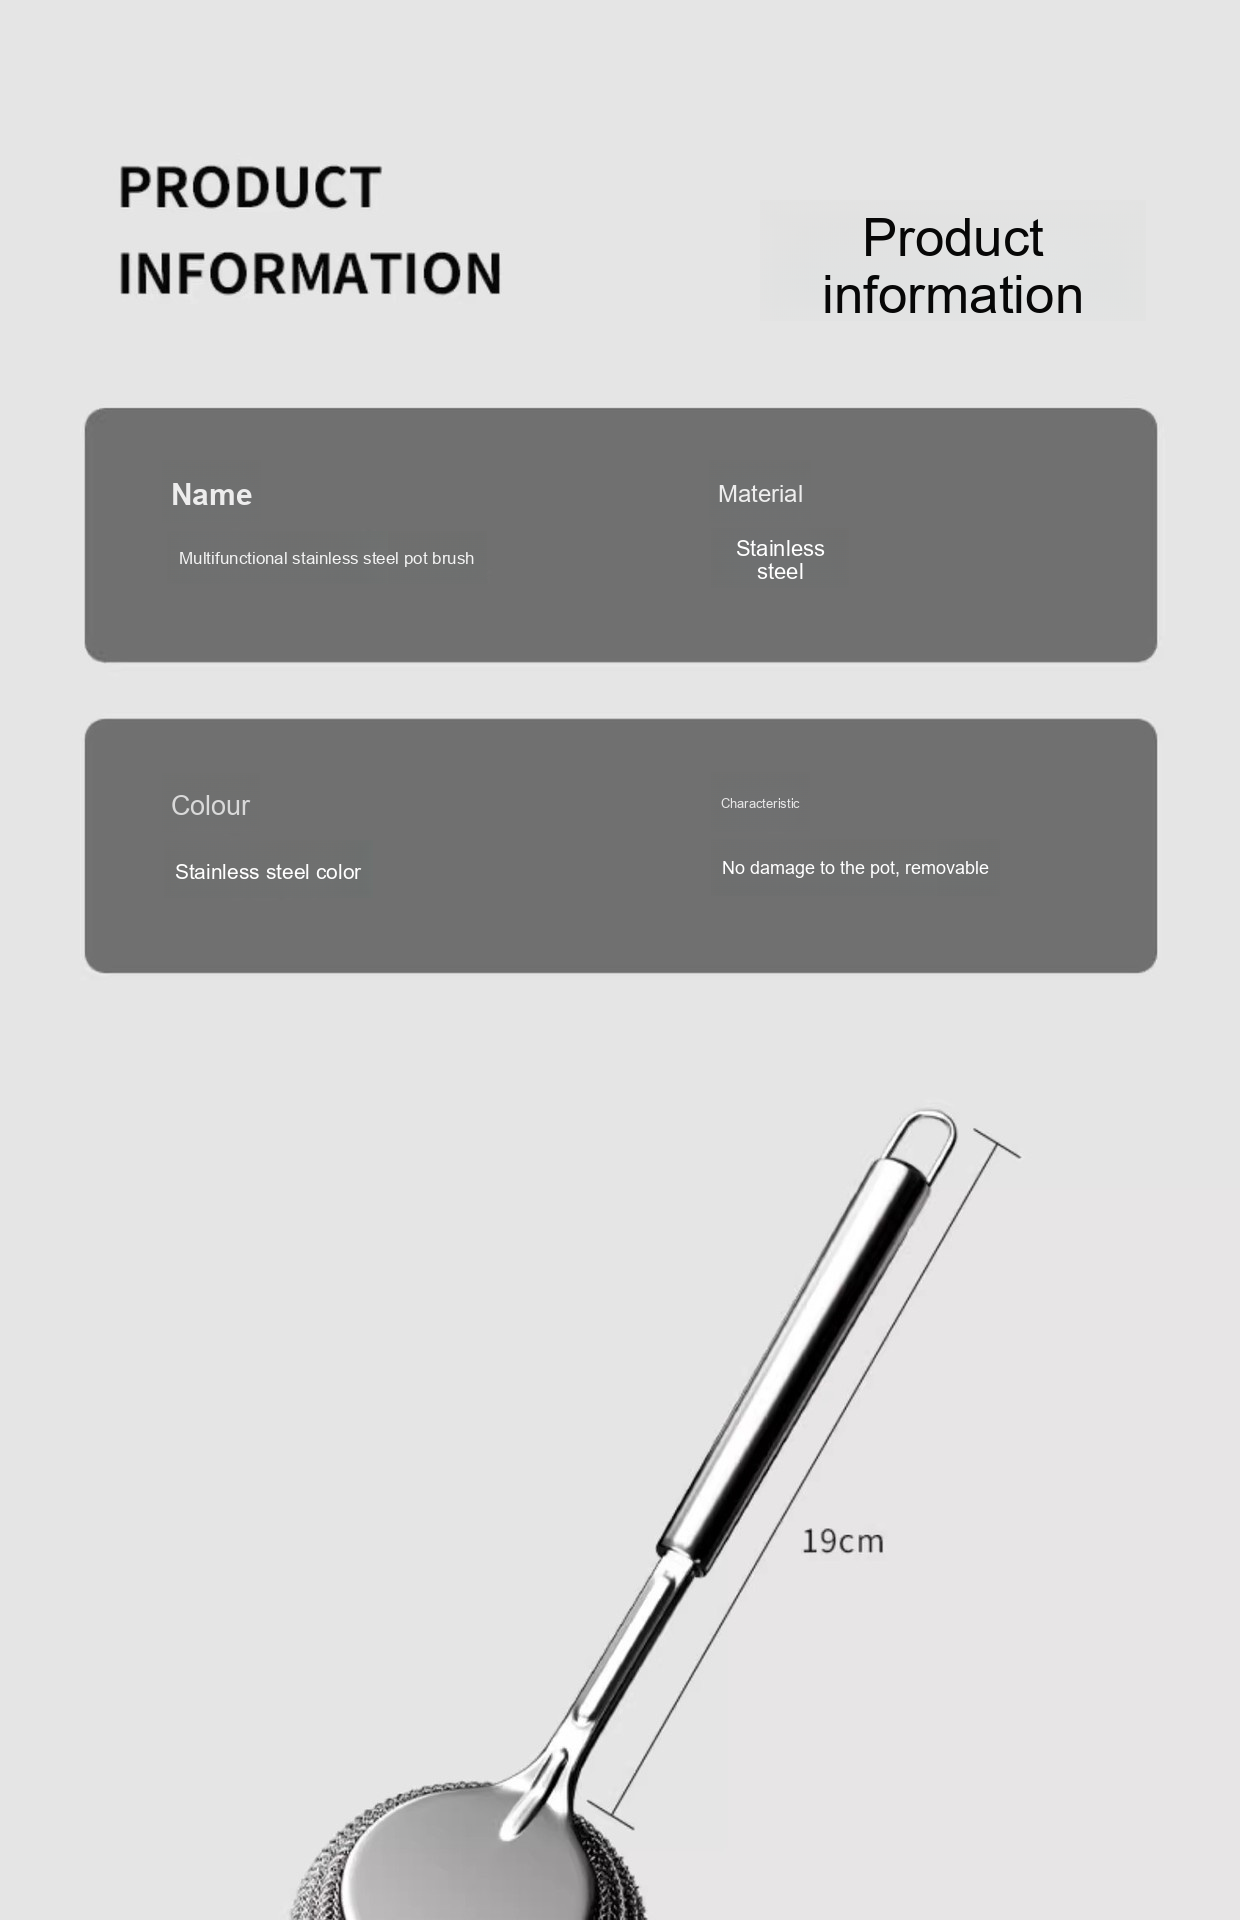 PRODUCT
INFORMATION
Product
information
Name
Multifunctional stainless steel pot brush
Material
Stainless
steel
Colour
Stainless steel color
Characteristic
No damage to the pot, removable
19cm